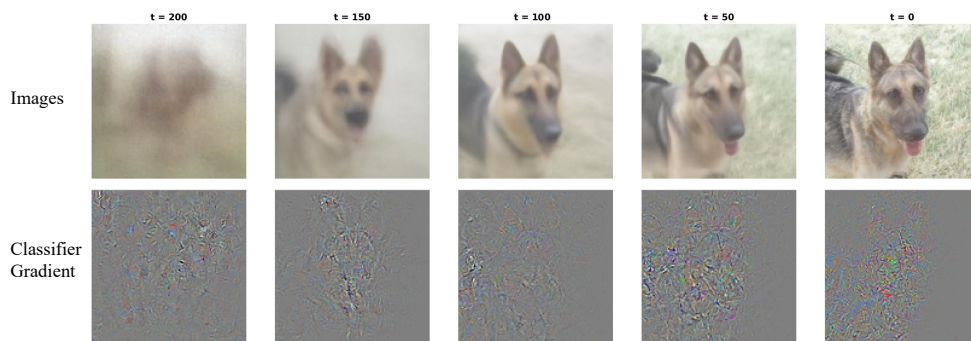 t = 200
t = 150
t = 100
t = 50
t = 0
Images
Classifier
Gradient